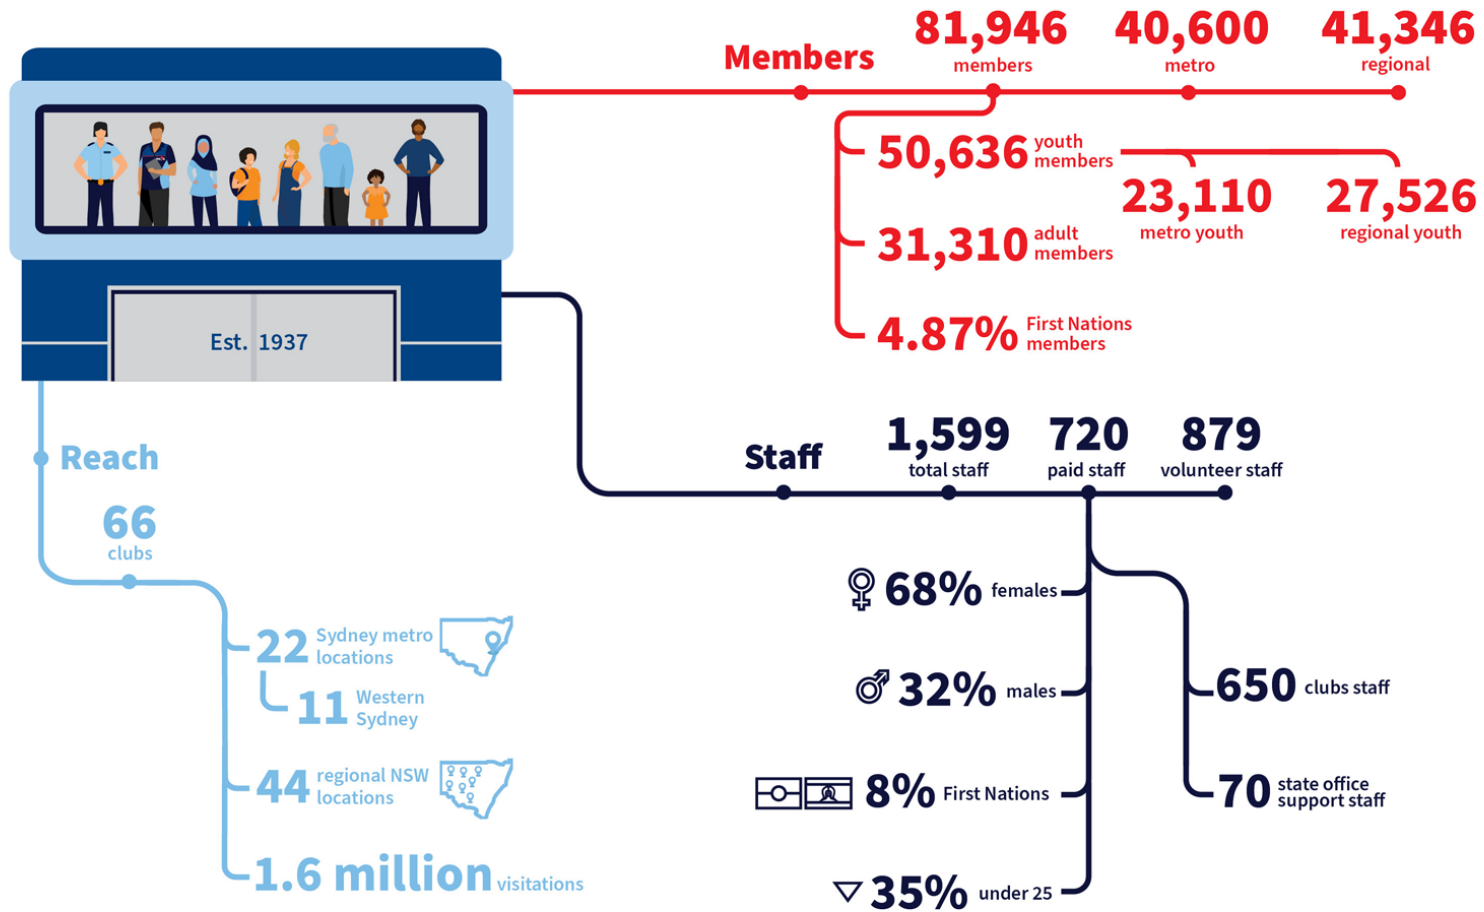 Members
81,946
members
40,600
metro
41,346
regional
50,636 youth
members
23,110
metro youth
27,526
regional youth
31,310 adult
members
4.87% First Nations
members
Est. 1937
Reach
66
clubs
22 Sydney metro
locations
11 Western
Sydney
44 regional NSW
locations
1.6 million visitations
Staff
1,599
total staff
720
paid staff
879
volunteer staff
68% females
32% males
8% First Nations
35% under 25
650 clubs staff
70 state office
support staff